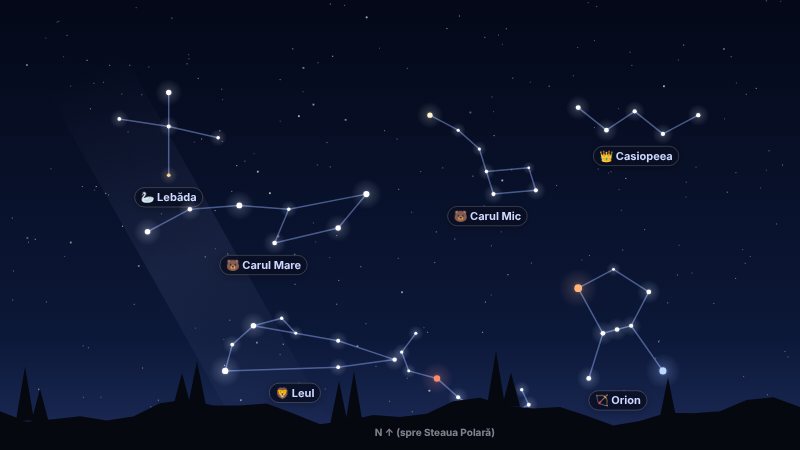 👑 Casiopeea
🦢 Lebăda
🐻 Carul Mic
🐻 Carul Mare
🦁 Leul
🏹 Orion
N ↑ (spre Steaua Polară)